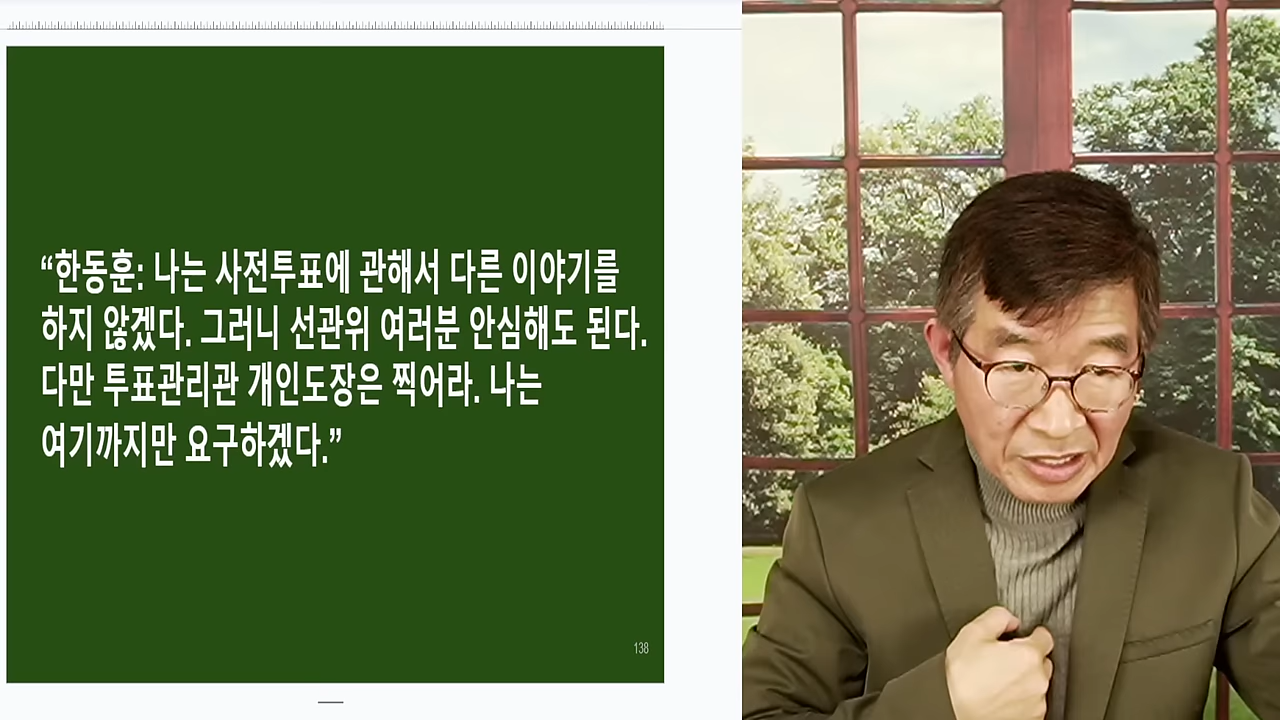 “한동훈: 나는 사전투표에 관해서 다른 이야기를
하지 않겠다. 그러니 선관위 여러분 안심해도 된다.
다만 투표관리관 개인도장은 찍어라. 나는
여기까지만 요구하겠다.”
138